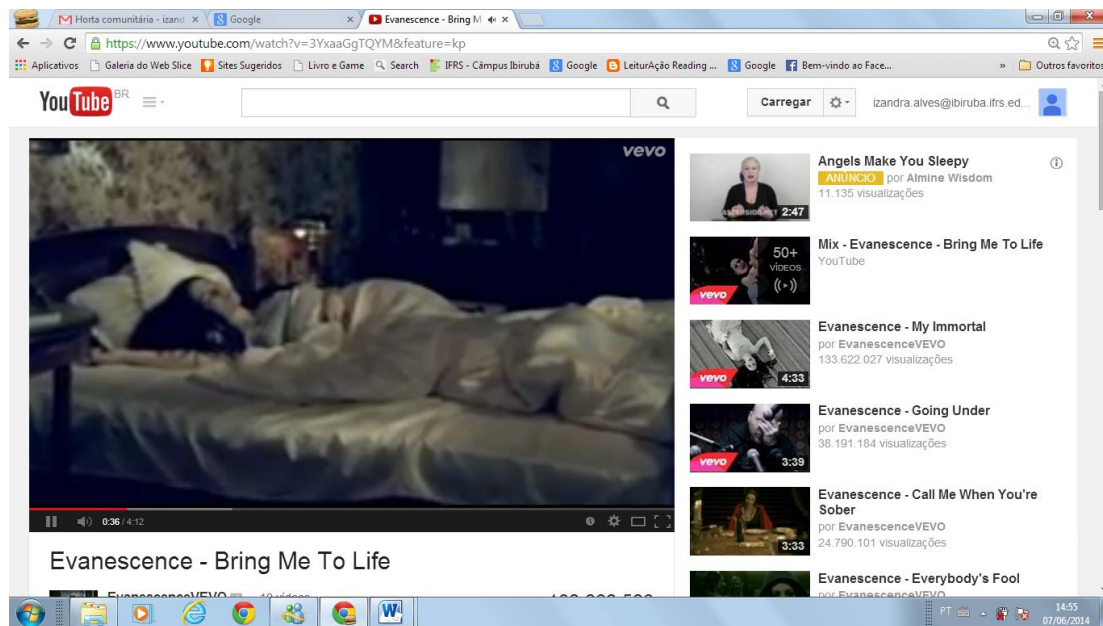 Horta comunitária - izand
Google
Evanescence - Bring M
https://www.youtube.com/watch?v=3YxaaGgTQYM&feature=kp
Aplicativos Galeria do Web Slice Sites Sugeridos Livro e Game Search IFRS - Câmpus Ibirubá Google LeiturAção Reading ... Google Bem-vindo ao Face... » Outros favoritos
YouTube BR Carregar izandra.alves@ibiruba.ifrs.ed...
vevo
Angels Make You Sleepy
ANÚNCIO por Almine Wisdom
11.135 visualizações
2:47
Mix - Evanescence - Bring Me To Life
YouTube
50+
VÍDEOS
vevo
Evanescence - My Immortal
por EvanescenceVEVO
133.622.027 visualizações
vevo 4:33
Evanescence - Going Under
por EvanescenceVEVO
38.191.184 visualizações
vevo 3:39
Evanescence - Call Me When You're
Sober
por EvanescenceVEVO
24.790.101 visualizações
3:33
Evanescence - Everybody's Fool
por EvanescenceVEVO
0:36 / 4:12
Evanescence - Bring Me To Life
EvanescenceVEVO
PT 14:55
07/06/2014